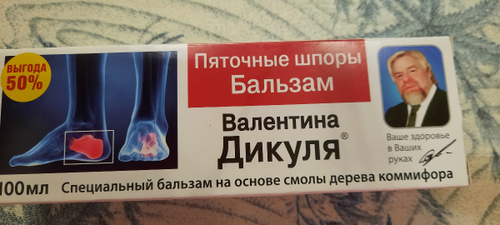 ВЫГОДА
50%
Пяточные шпоры
Бальзам
Валентина
Дикуля®
Ваше здоровье
в Ваших
руках
100мл Специальный бальзам на основе смолы дерева коммифора